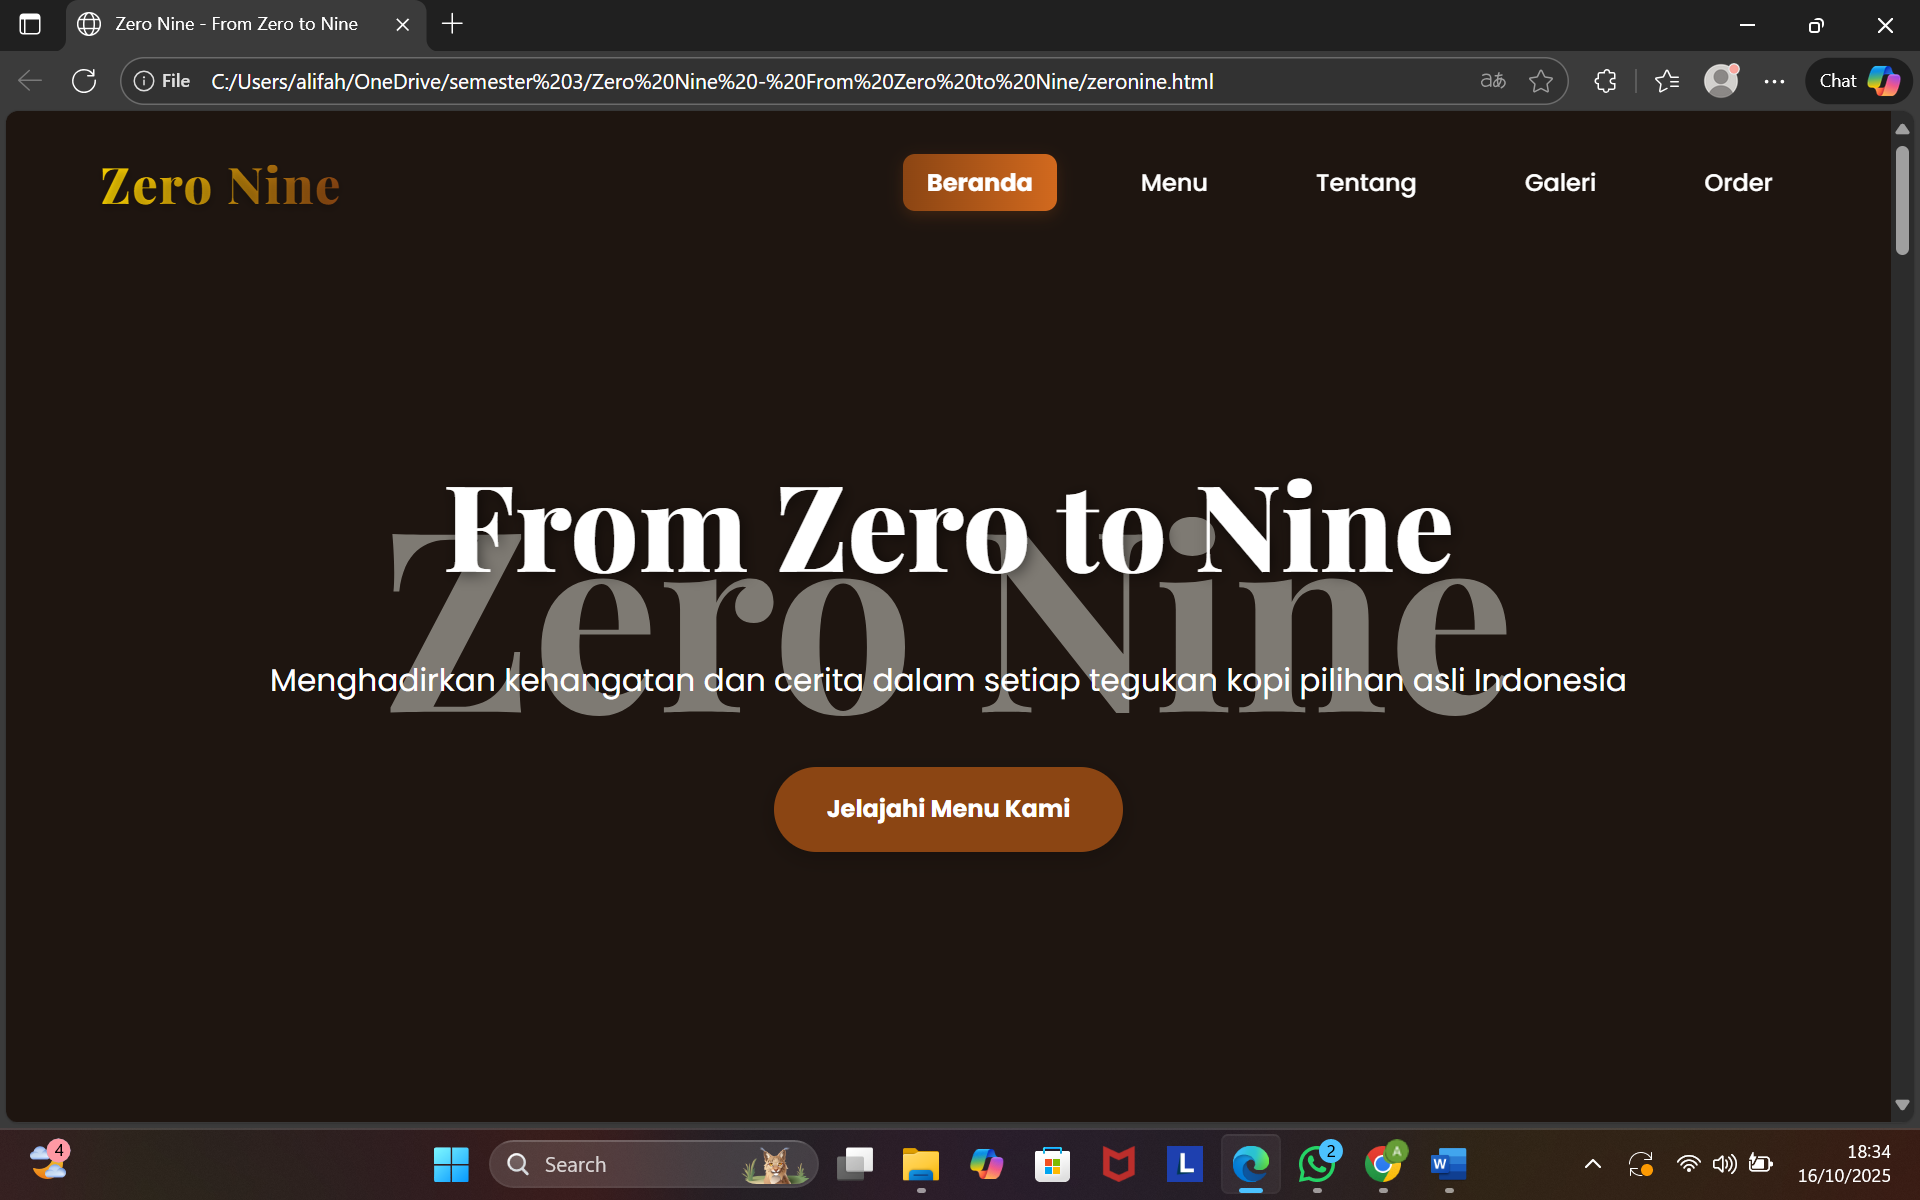 Zero Nine - From Zero to Nine
File C:/Users/alifah/OneDrive/semester%203/Zero%20Nine%20-%20From%20Zero%20to%20Nine/zeronine.html
aあ
Chat
Zero Nine
Beranda
Menu
Tentang
Galeri
Order
From Zero to Nine
Zero Nine
Menghadirkan kehangatan dan cerita dalam setiap tegukan kopi pilihan asli Indonesia
Jelajahi Menu Kami
4
Search
L
2
A
W
18:34
16/10/2025